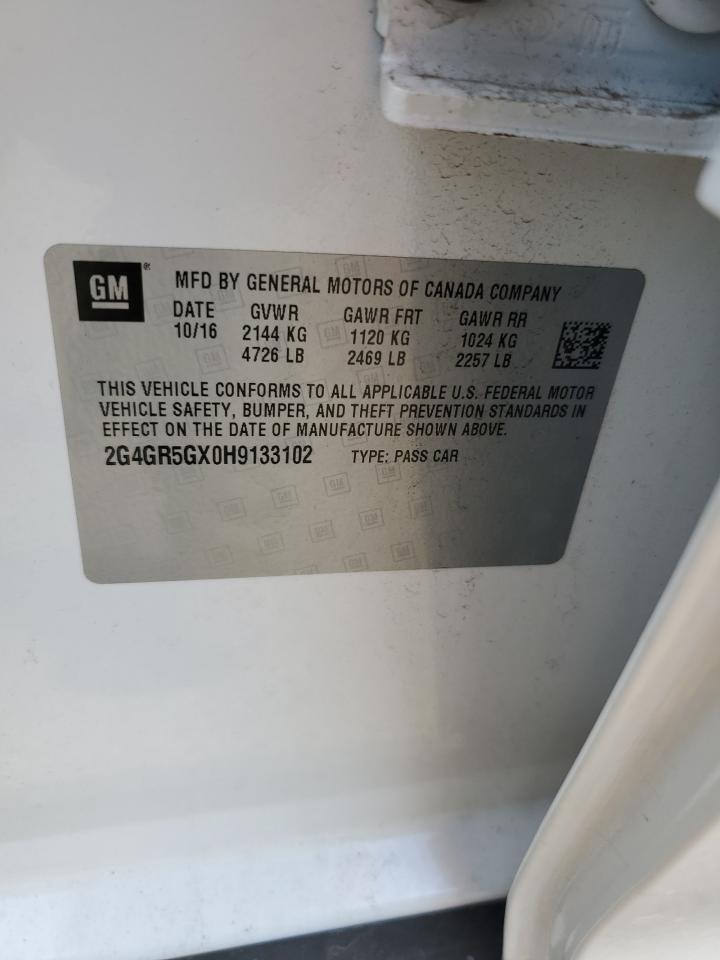 GM® MFD BY GENERAL MOTORS OF CANADA COMPANY
DATE GVWR GAWR FRT GAWR RR
10/16 2144 KG 1120 KG 1024 KG
4726 LB 2469 LB 2257 LB
THIS VEHICLE CONFORMS TO ALL APPLICABLE U.S. FEDERAL MOTOR
VEHICLE SAFETY, BUMPER, AND THEFT PREVENTION STANDARDS IN
EFFECT ON THE DATE OF MANUFACTURE SHOWN ABOVE.
2G4GR5GX0H9133102 TYPE: PASS CAR